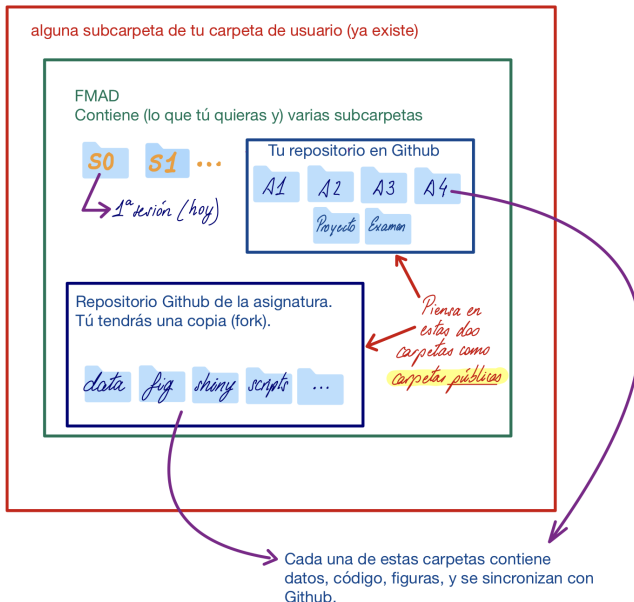 alguna subcarpeta de tu carpeta de usuario (ya existe)
FMAD
Contiene (lo que tú quieras y) varias subcarpetas
S0 S1 ...
1ª sesión (hoy)
Tu repositorio en Github
A1 A2 A3 A4
Proyecto Examen
Repositorio Github de la asignatura.
Tú tendrás una copia (fork).
data fig shiny scripts ...
Piensa en
estas dos
carpetas como
carpetas públicas
Cada una de estas carpetas contiene
datos, código, figuras, y se sincronizan con
Github.